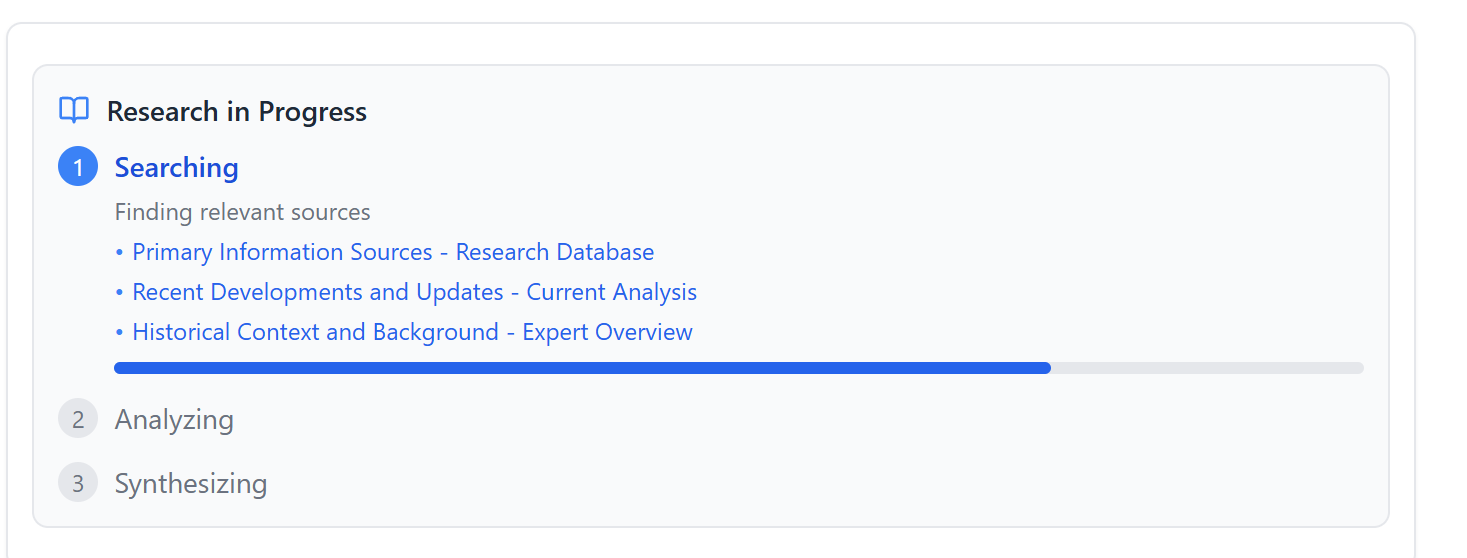 Research in Progress
1 Searching
Finding relevant sources
• Primary Information Sources - Research Database
• Recent Developments and Updates - Current Analysis
• Historical Context and Background - Expert Overview
2 Analyzing
3 Synthesizing